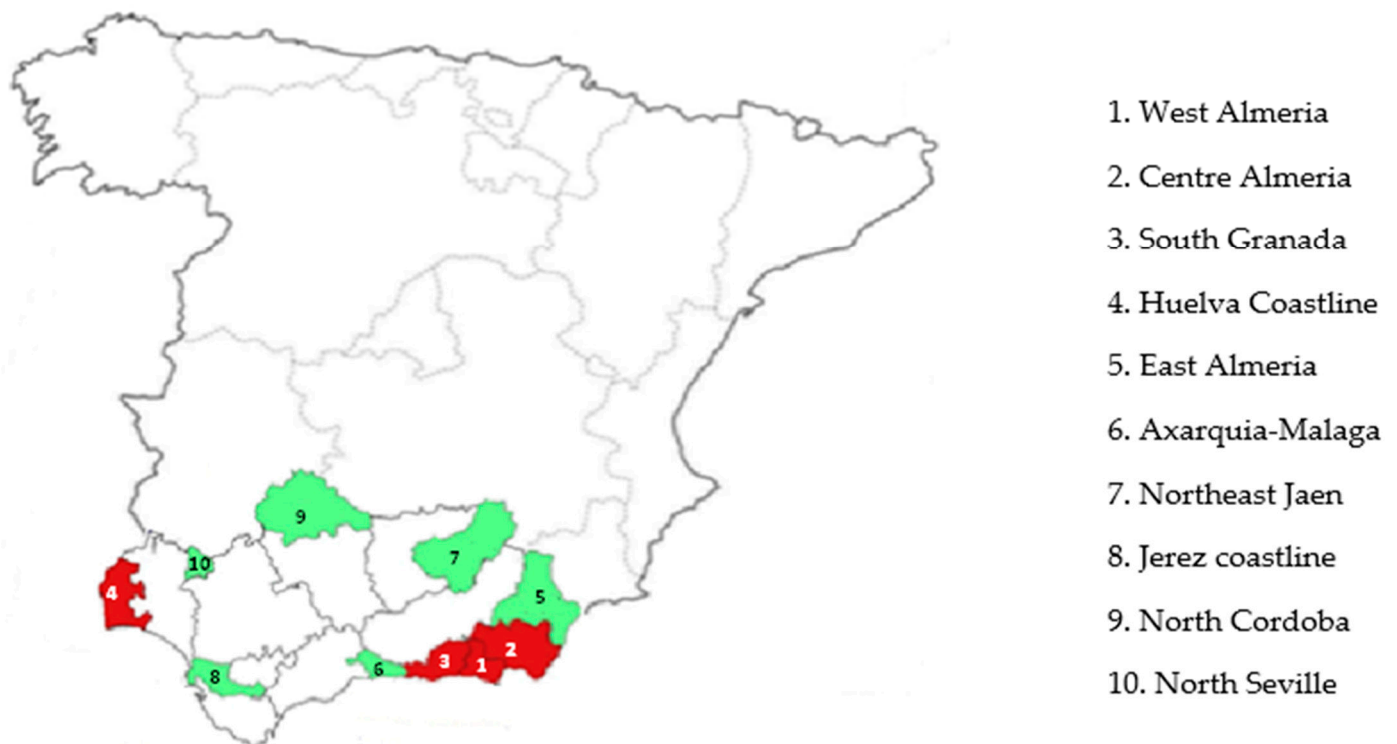 1. West Almeria
2. Centre Almeria
3. South Granada
4. Huelva Coastline
5. East Almeria
6. Axarquia-Malaga
7. Northeast Jaen
8. Jerez coastline
9. North Cordoba
10. North Seville
9
7
10
4
5
2
3
1
6
8